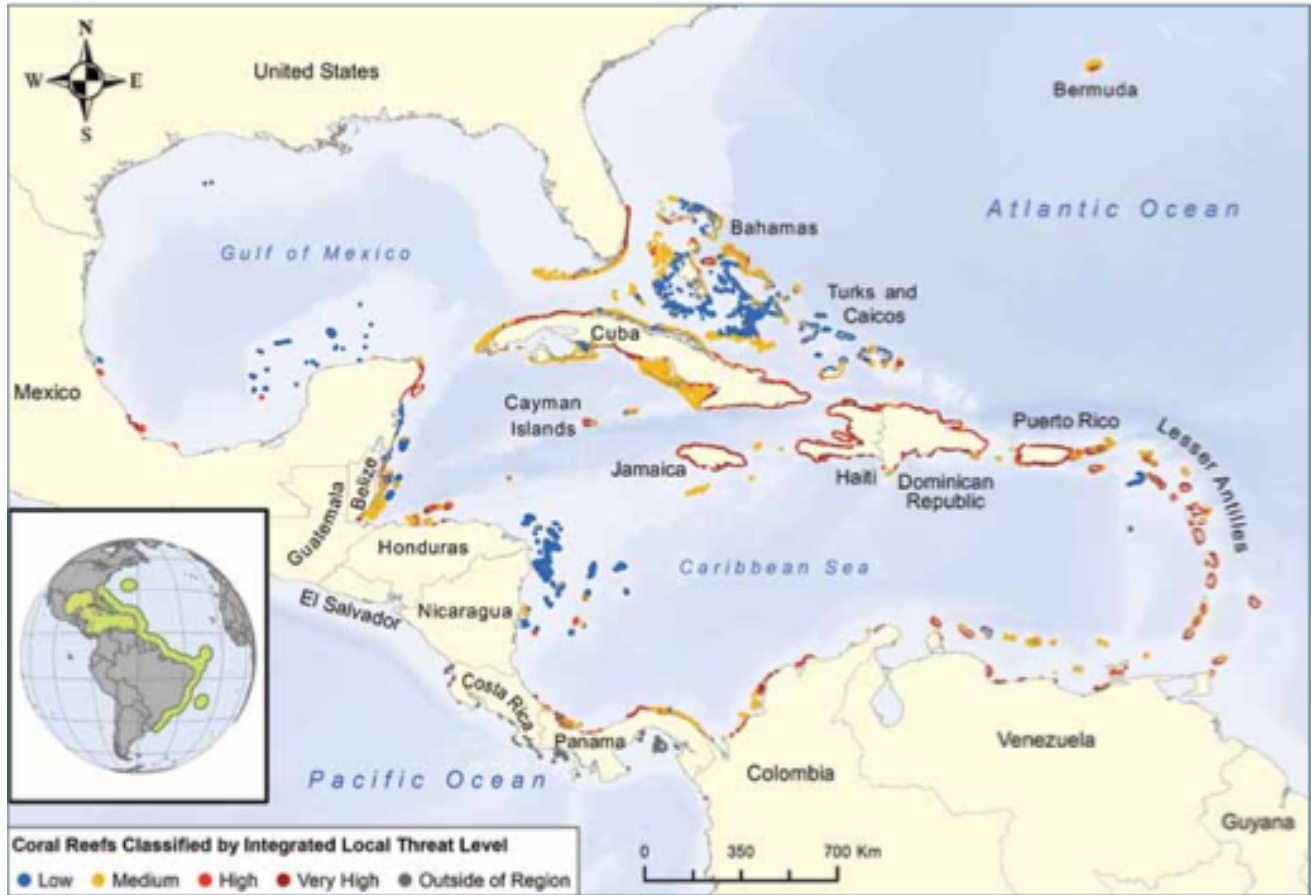 N
W E
S
United States
Bermuda
Atlantic Ocean
Gulf of Mexico
Bahamas
Turks and
Caicos
Cuba
Mexico
Cayman
Islands
Puerto Rico
Lesser Antilles
Jamaica
Haiti
Dominican
Republic
Belize
Guatemala
Honduras
Caribbean Sea
El Salvador
Nicaragua
Costa Rica
Panama
Venezuela
Colombia
Pacific Ocean
Guyana
Coral Reefs Classified by Integrated Local Threat Level
Low Medium High Very High Outside of Region
0 350 700 Km